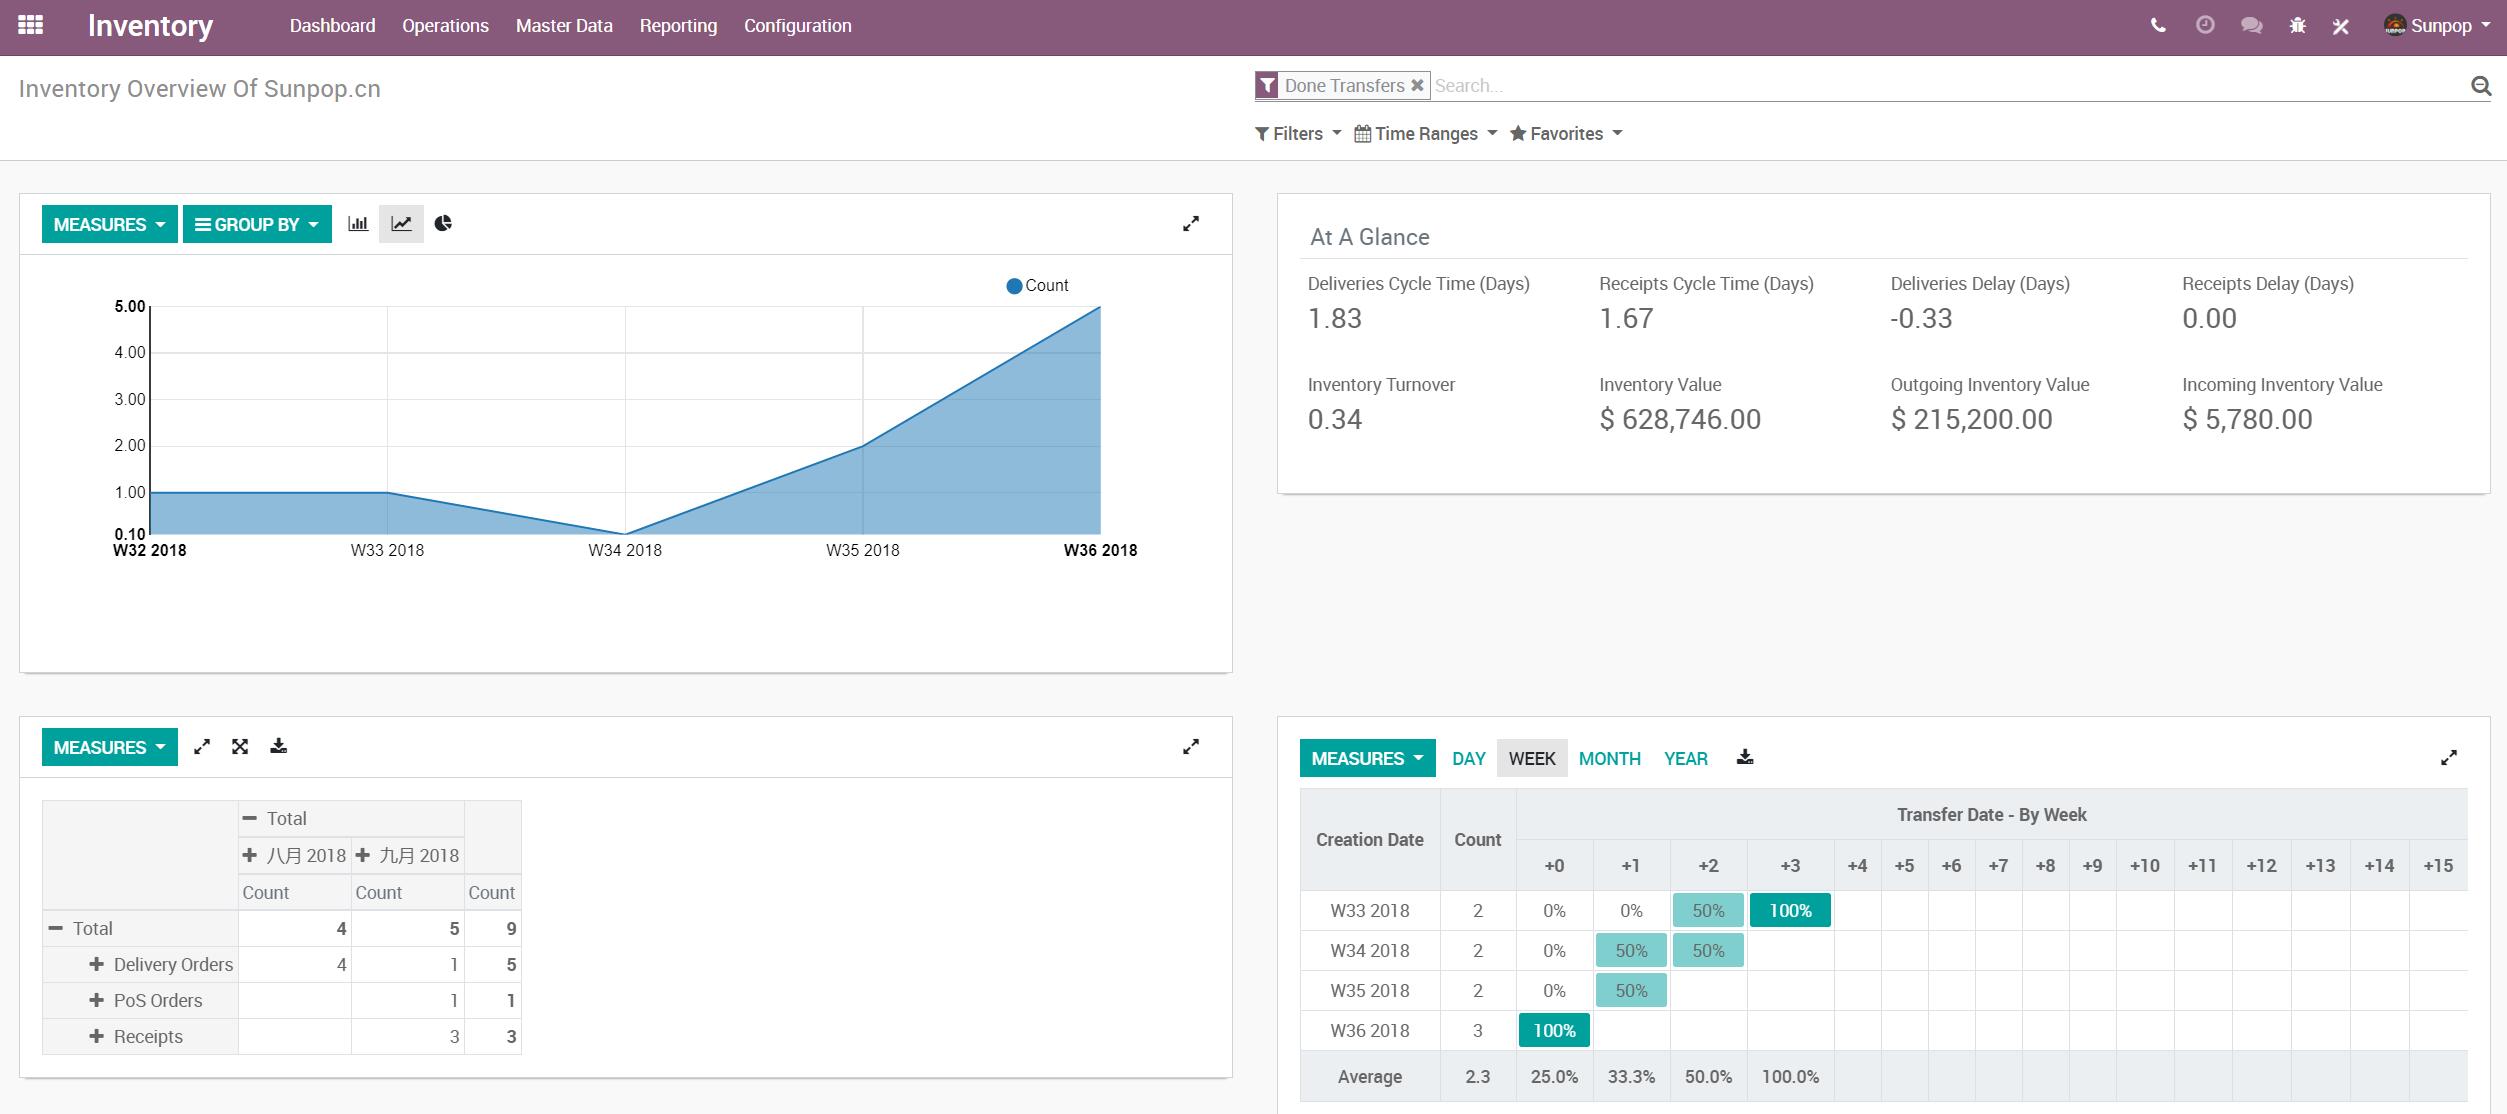 Inventory Dashboard Operations Master Data Reporting Configuration Sunpop
Inventory Overview Of Sunpop.cn
Done Transfers Search...
Filters Time Ranges Favorites
MEASURES GROUP BY
Count
5.00
4.00
3.00
2.00
1.00
0.10
W32 2018 W33 2018 W34 2018 W35 2018 W36 2018
At A Glance
Deliveries Cycle Time (Days) Receipts Cycle Time (Days) Deliveries Delay (Days) Receipts Delay (Days)
1.83 1.67 -0.33 0.00
Inventory Turnover Inventory Value Outgoing Inventory Value Incoming Inventory Value
0.34 $ 628,746.00 $ 215,200.00 $ 5,780.00
MEASURES
Total
八月 2018 九月 2018
Count Count Count
Total 4 5 9
Delivery Orders 4 1 5
PoS Orders 1 1
Receipts 3 3
MEASURES DAY WEEK MONTH YEAR
Creation Date Count Transfer Date - By Week
+0 +1 +2 +3 +4 +5 +6 +7 +8 +9 +10 +11 +12 +13 +14 +15
W33 2018 2 0% 0% 50% 100%
W34 2018 2 0% 50% 50%
W35 2018 2 0% 50%
W36 2018 3 100%
Average 2.3 25.0% 33.3% 50.0% 100.0%